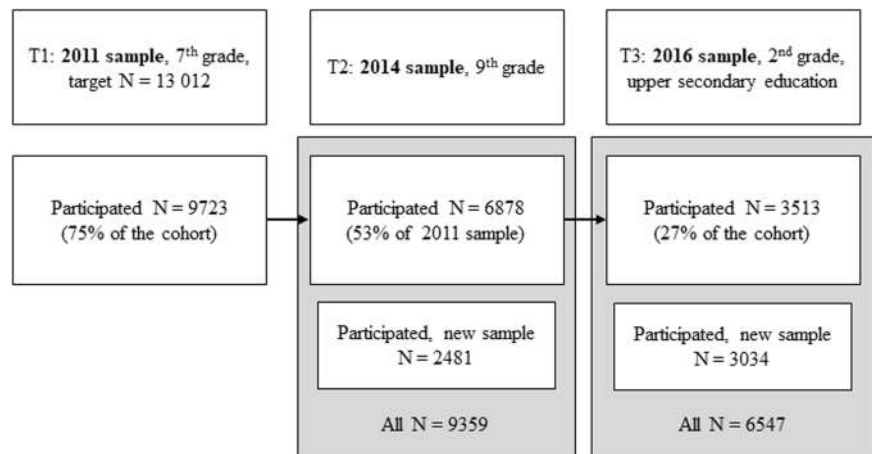 T1: 2011 sample, 7th grade,
target N = 13 012
T2: 2014 sample, 9th grade
T3: 2016 sample, 2nd grade,
upper secondary education
Participated N = 9723
(75% of the cohort)
Participated N = 6878
(53% of 2011 sample)
Participated N = 3513
(27% of the cohort)
Participated, new sample
N = 2481
Participated, new sample
N = 3034
All N = 9359
All N = 6547